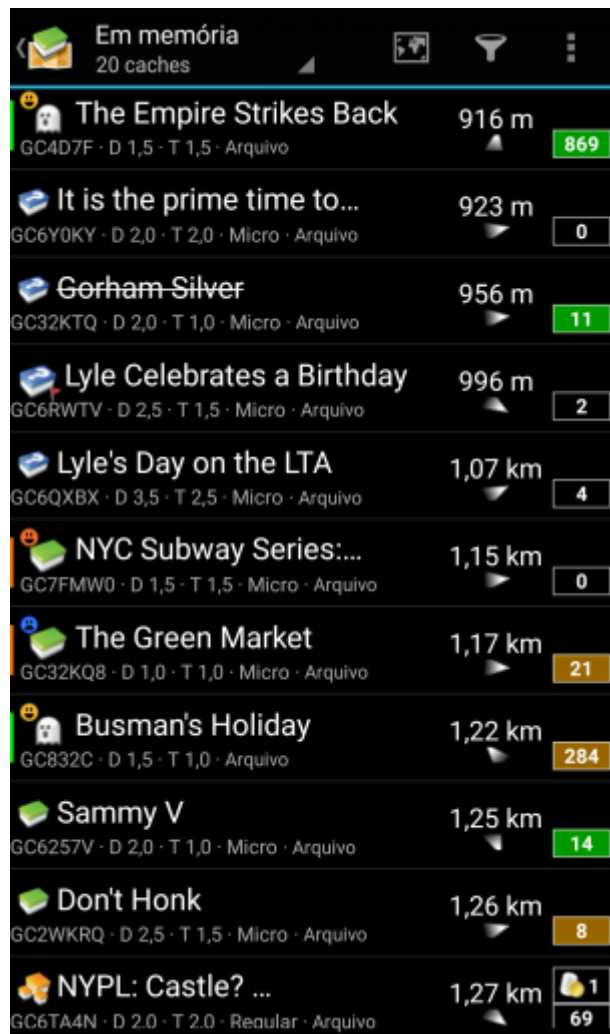 Em memória
20 caches
The Empire Strikes Back 916 m
GC4D7F · D 1,5 · T 1,5 · Arquivo 869
It is the prime time to... 923 m
GC6Y0KY · D 2,0 · T 2,0 · Micro · Arquivo 0
Gorham Silver 956 m
GC32KTQ · D 2,0 · T 1,0 · Micro · Arquivo 11
Lyle Celebrates a Birthday 996 m
GC6RWTV · D 2,5 · T 1,5 · Micro · Arquivo 2
Lyle's Day on the LTA 1,07 km
GC6QXBX · D 3,5 · T 2,5 · Micro · Arquivo 4
NYC Subway Series:... 1,15 km
GC7FMW0 · D 1,5 · T 1,5 · Micro · Arquivo 0
The Green Market 1,17 km
GC32KQ8 · D 1,0 · T 1,0 · Micro · Arquivo 21
Busman's Holiday 1,22 km
GC832C · D 1,5 · T 1,0 · Arquivo 284
Sammy V 1,25 km
GC6257V · D 2,0 · T 1,0 · Micro · Arquivo 14
Don't Honk 1,26 km
GC2WKRQ · D 2,5 · T 1,5 · Micro · Arquivo 8
NYPL: Castle? ... 1,27 km 1
GC6TA4N · D 2,0 · T 2,0 · Regular · Arquivo 69